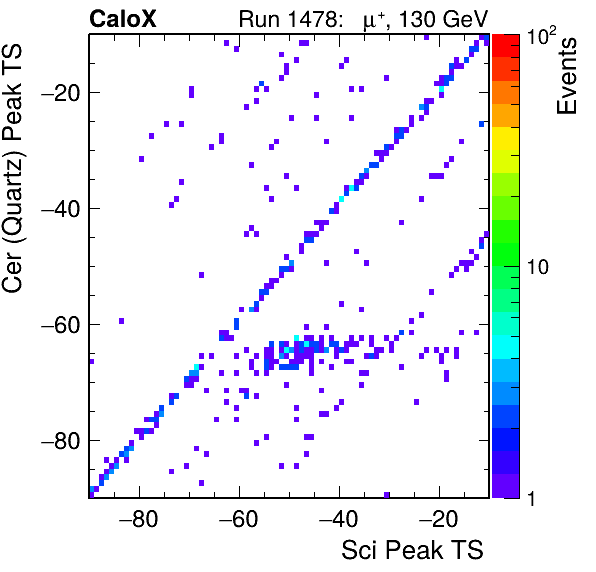 CaloX Run 1478: μ⁺, 130 GeV
Cer (Quartz) Peak TS
−20
−40
−60
−80
−80 −60 −40 −20
Sci Peak TS
10²
10
1
Events